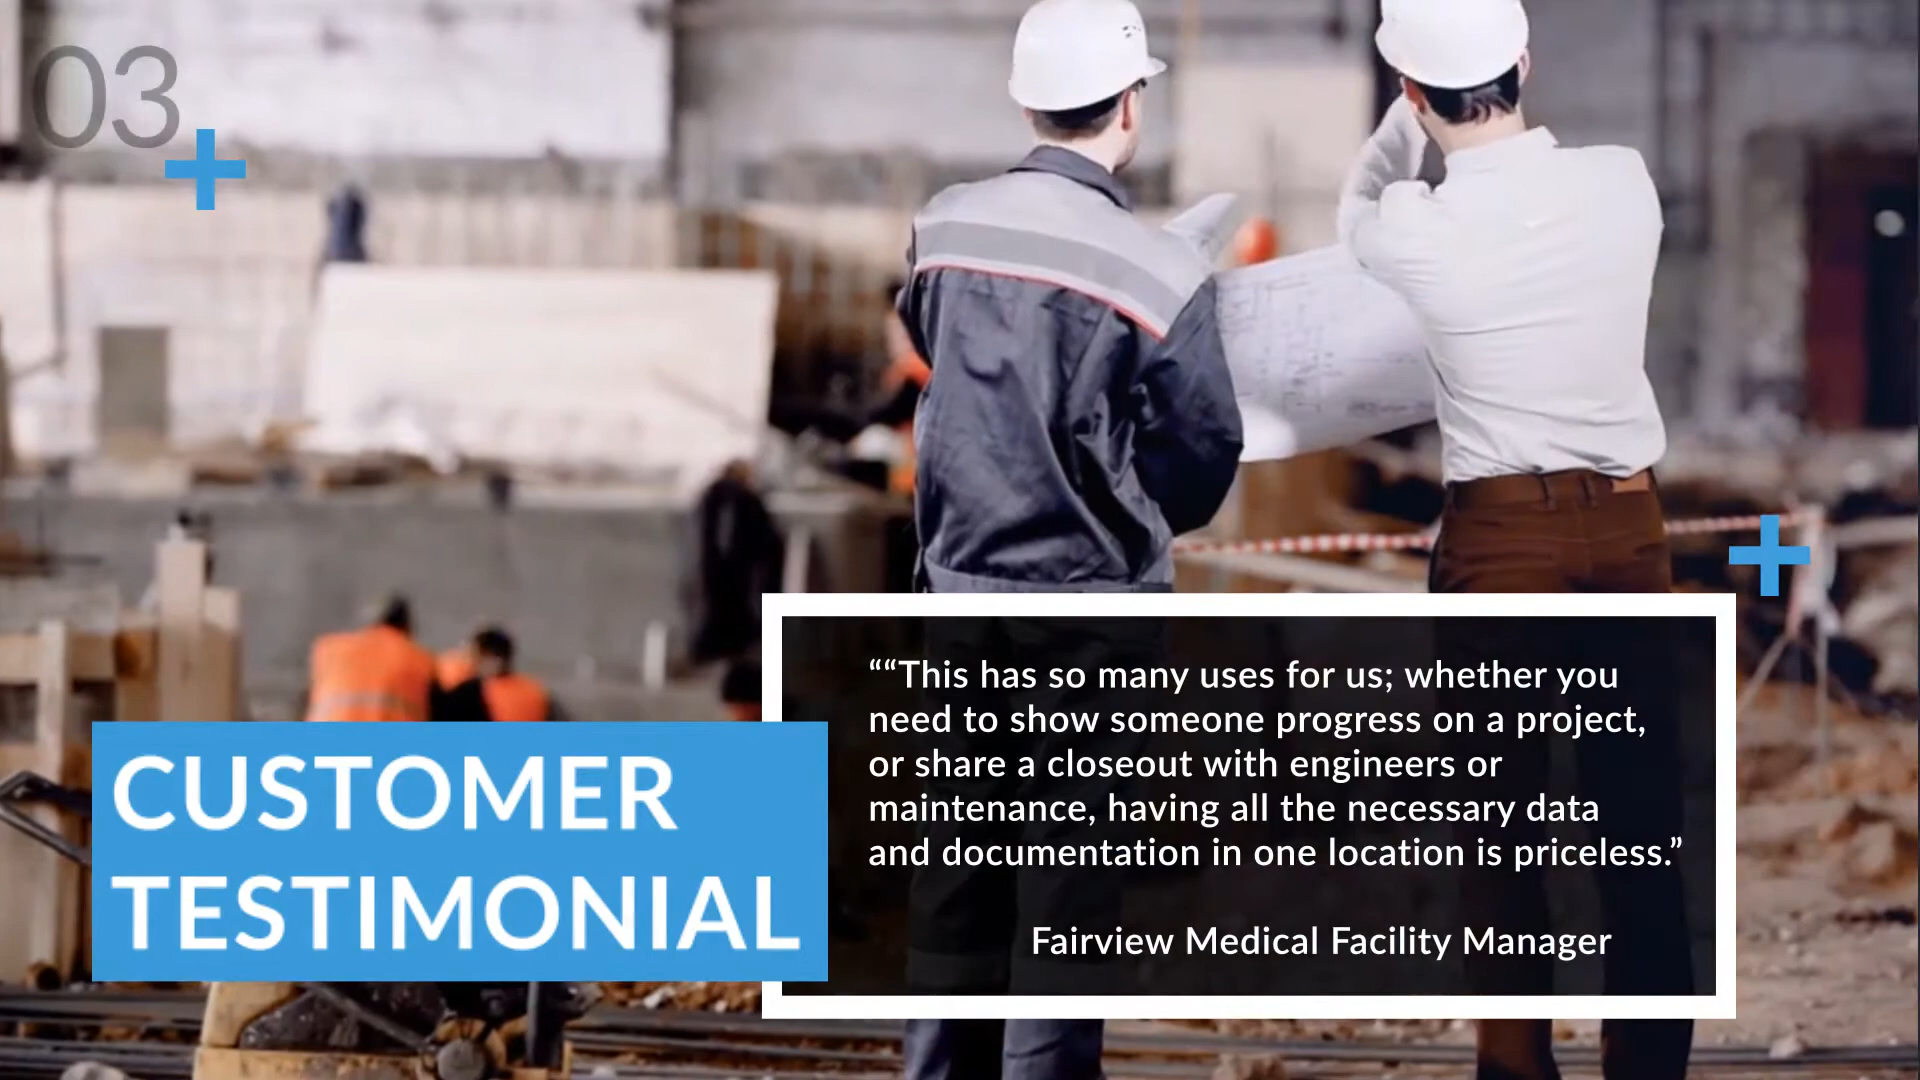 03
CUSTOMER
TESTIMONIAL
““This has so many uses for us; whether you
need to show someone progress on a project,
or share a closeout with engineers or
maintenance, having all the necessary data
and documentation in one location is priceless.”
Fairview Medical Facility Manager